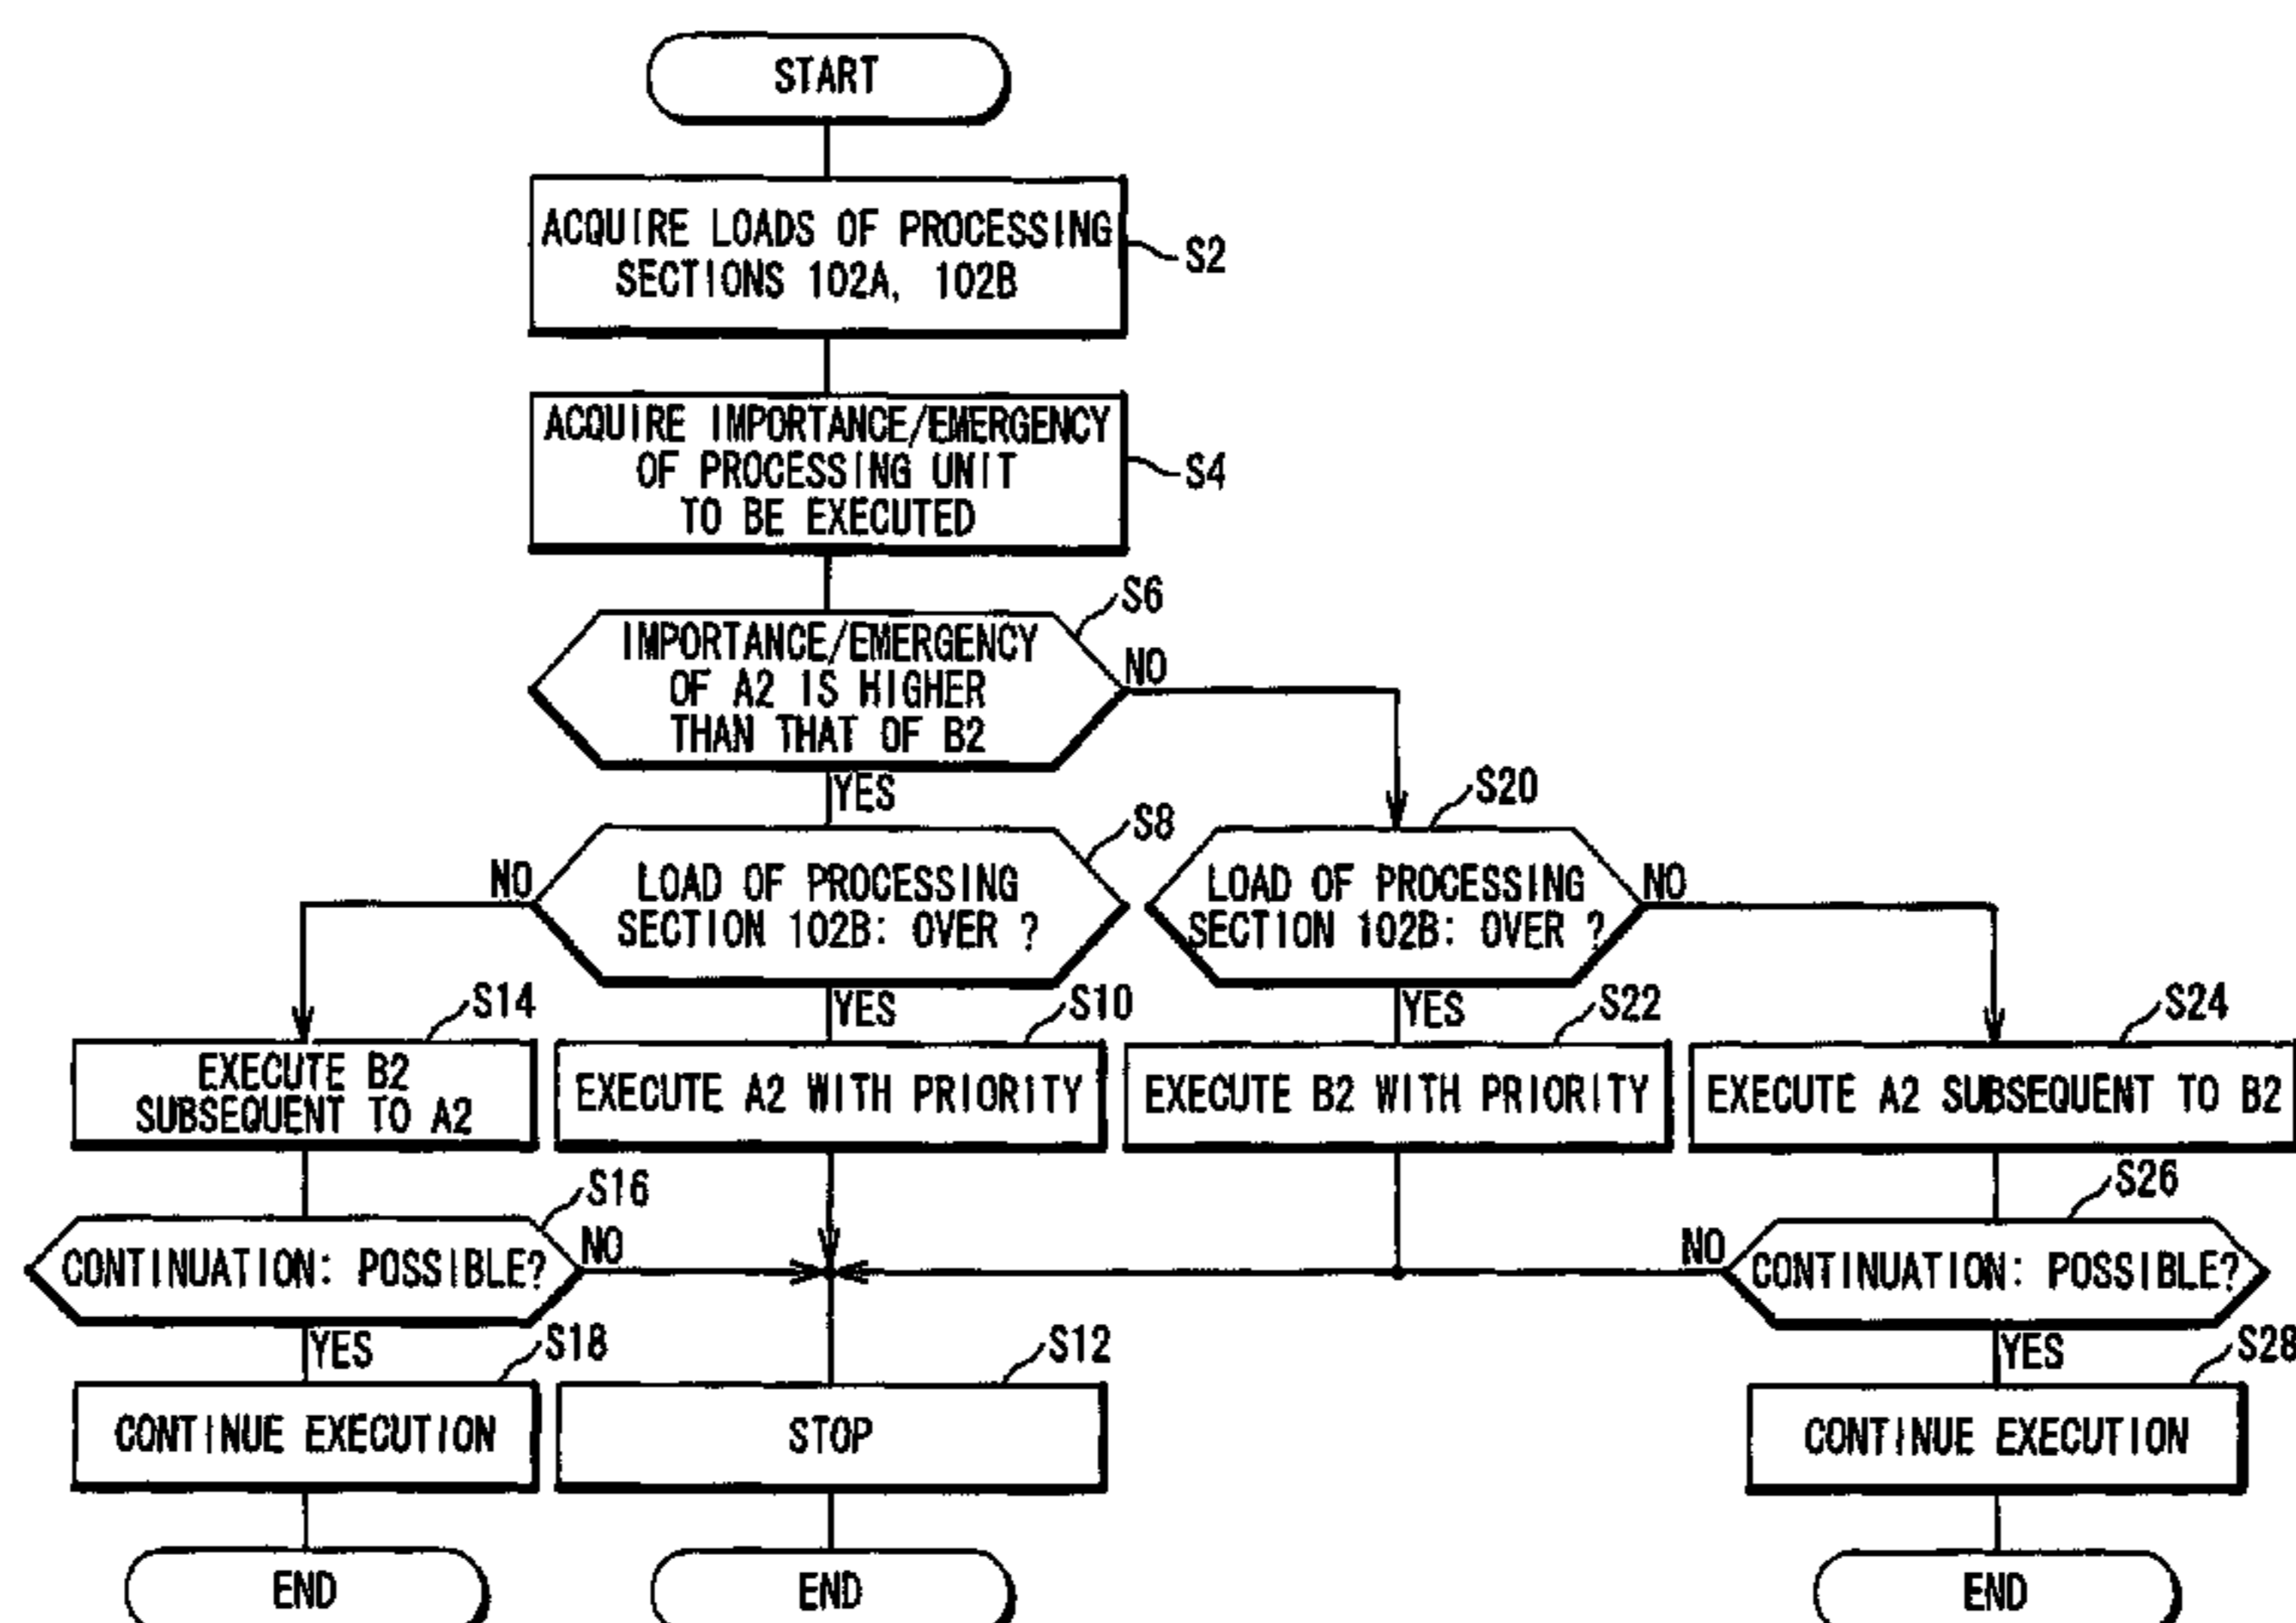 START
ACQUIRE LOADS OF PROCESSING
SECTIONS 102A, 102B
S2
ACQUIRE IMPORTANCE/EMERGENCY
OF PROCESSING UNIT
TO BE EXECUTED
S4
S6
IMPORTANCE/EMERGENCY
OF A2 IS HIGHER
THAN THAT OF B2
NO
YES
S8
NO
LOAD OF PROCESSING
SECTION 102B: OVER ?
YES
S20
LOAD OF PROCESSING
SECTION 102B: OVER ?
NO
YES
S14
EXECUTE B2
SUBSEQUENT TO A2
S10
EXECUTE A2 WITH PRIORITY
S22
EXECUTE B2 WITH PRIORITY
S24
EXECUTE A2 SUBSEQUENT TO B2
S16
CONTINUATION: POSSIBLE?
NO
YES
S26
NO
CONTINUATION: POSSIBLE?
YES
S18
CONTINUE EXECUTION
S12
STOP
S28
CONTINUE EXECUTION
END
END
END